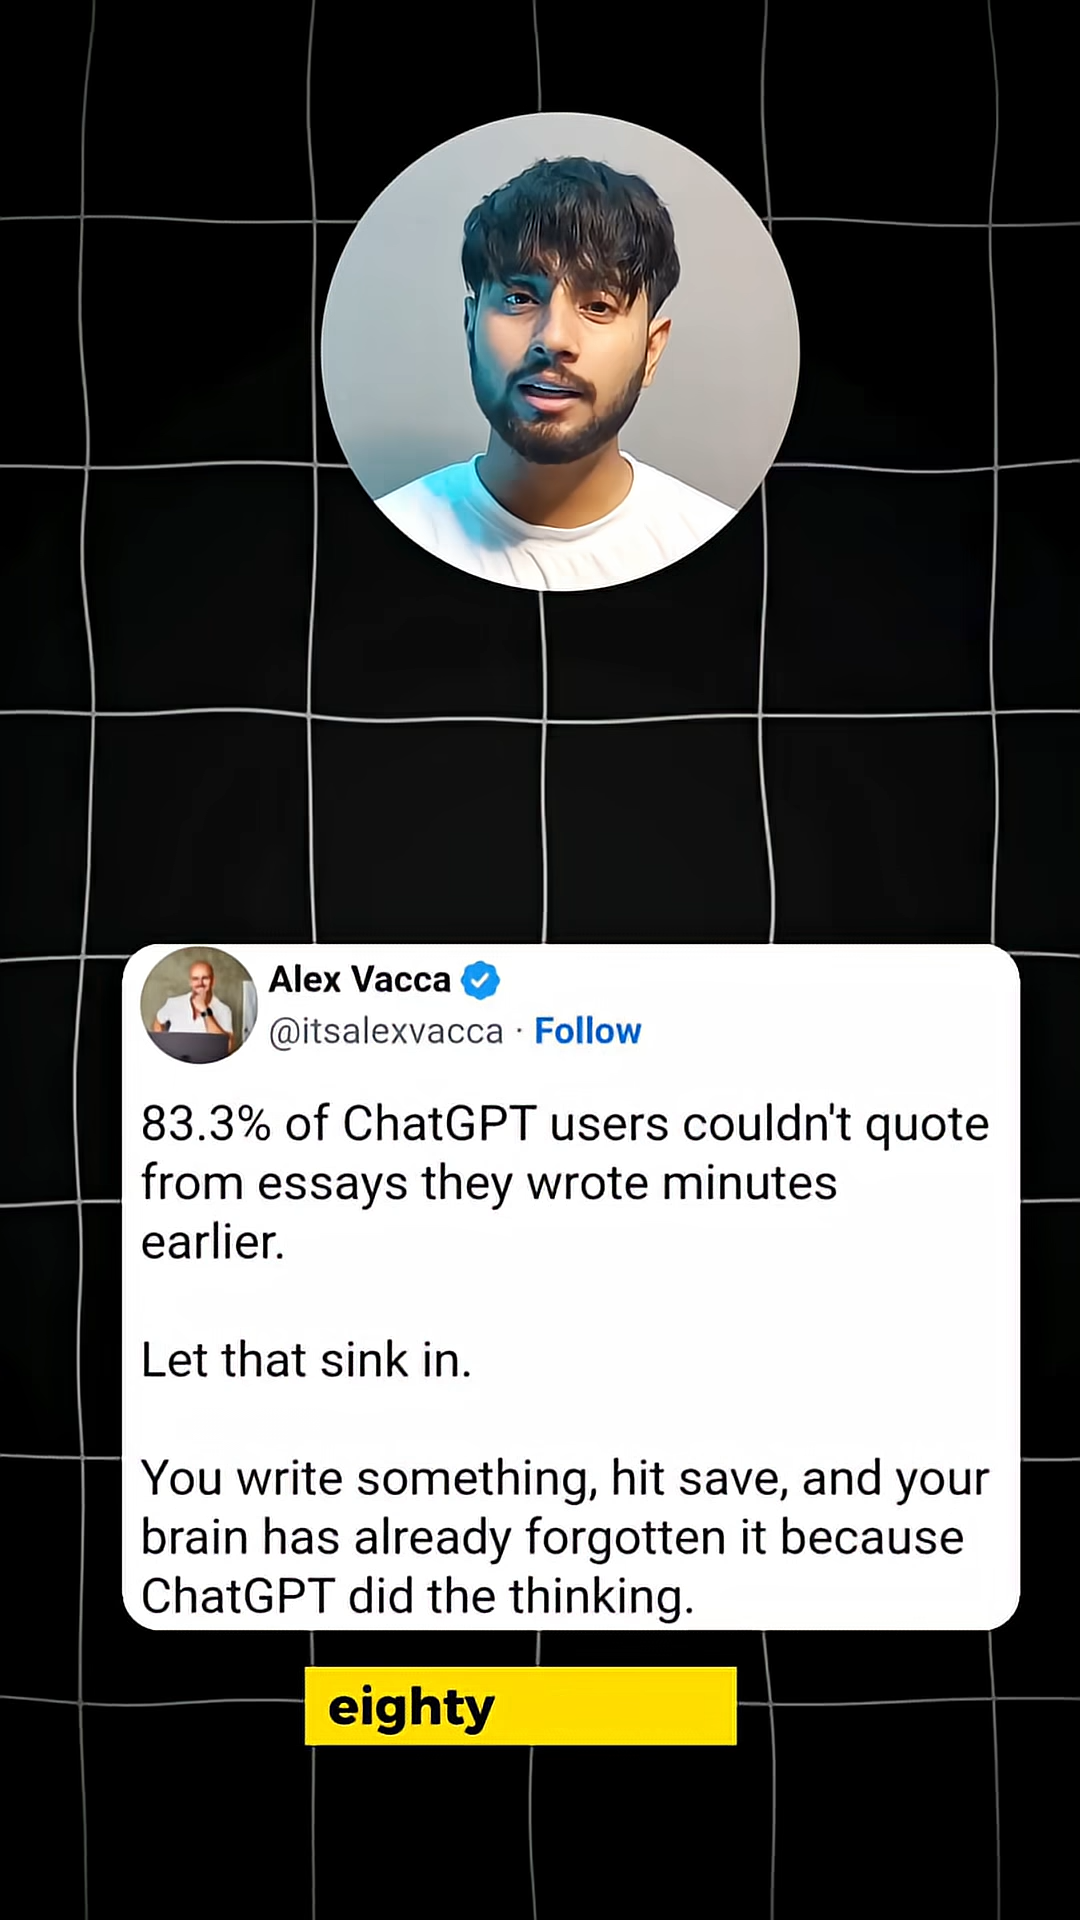 Alex Vacca
@itsalexvacca · Follow
83.3% of ChatGPT users couldn't quote
from essays they wrote minutes
earlier.
Let that sink in.
You write something, hit save, and your
brain has already forgotten it because
ChatGPT did the thinking.
eighty